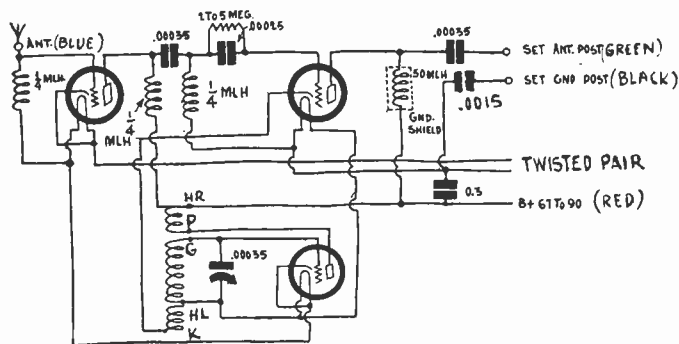 ANT. (BLUE)
.00035
2 TO 5 MEG.
.00025
.00035
SET ANT. POST (GREEN)
SET GND POST (BLACK)
.0015
1/4 MLH
1/4 MLH
1/4 MLH
50 MLH
GND. SHIELD
TWISTED PAIR
0.3
B+ 67 TO 90 (RED)
HR
P
G
.00035
HL
K